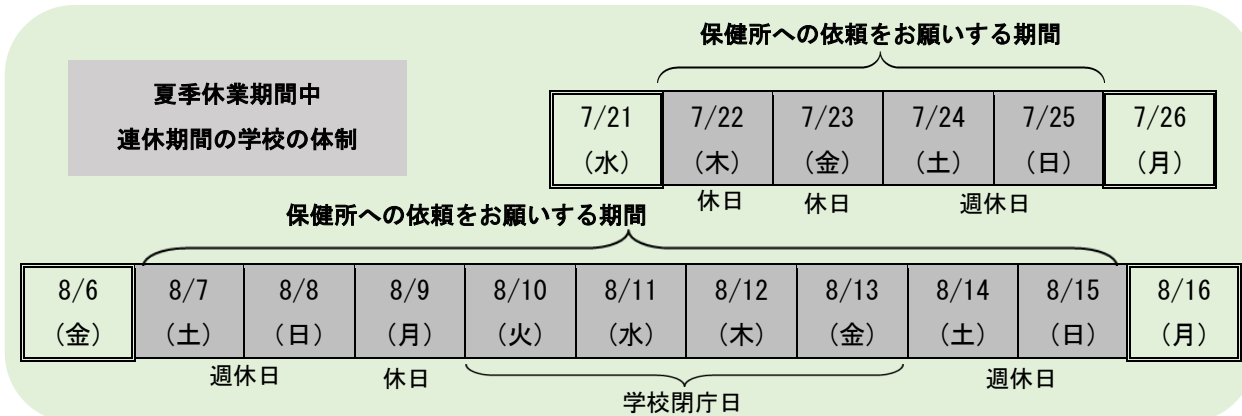 保健所への依頼をお願いする期間
夏季休業期間中
連休期間の学校の体制
7/21 7/22 7/23 7/24 7/25 7/26
（水） （木） （金） （土） （日） （月）
休日 休日 週休日
保健所への依頼をお願いする期間
8/6 8/7 8/8 8/9 8/10 8/11 8/12 8/13 8/14 8/15 8/16
（金） （土） （日） （月） （火） （水） （木） （金） （土） （日） （月）
週休日 休日 週休日
学校閉庁日